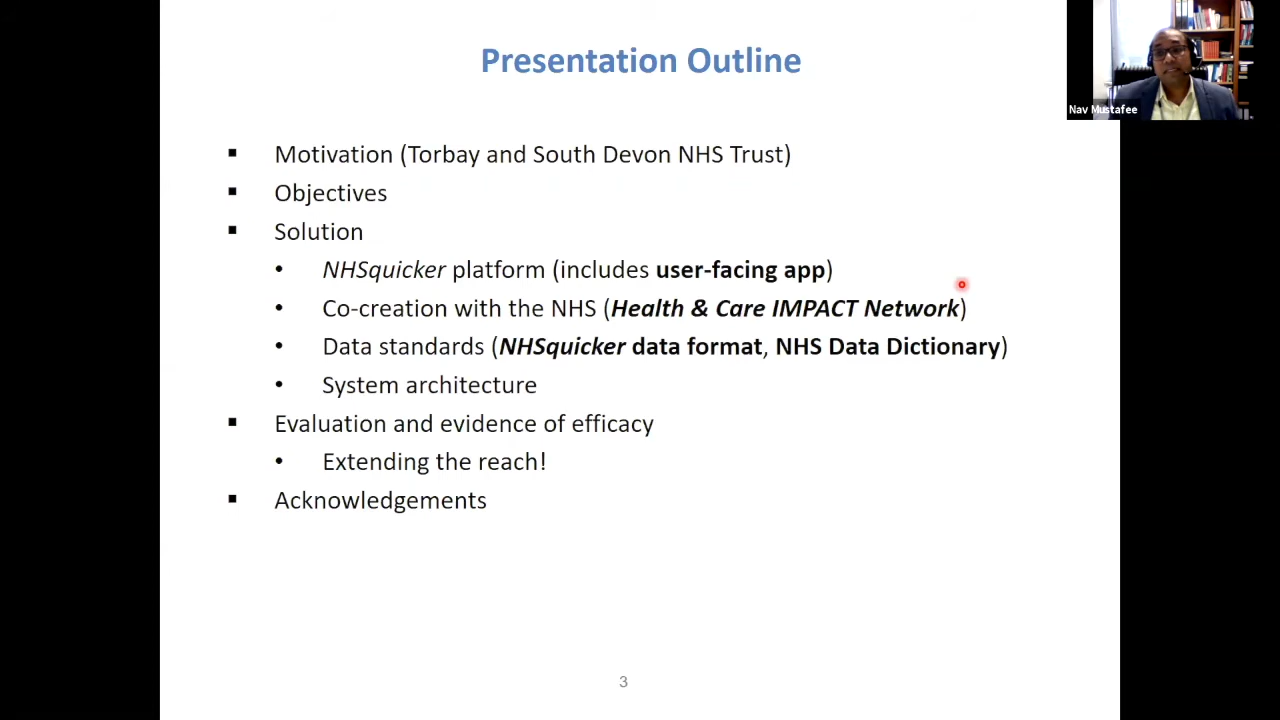 Presentation Outline
Nav Mustafee
▪ Motivation (Torbay and South Devon NHS Trust)
▪ Objectives
▪ Solution
• NHSquicker platform (includes user-facing app)
• Co-creation with the NHS (Health & Care IMPACT Network)
• Data standards (NHSquicker data format, NHS Data Dictionary)
• System architecture
▪ Evaluation and evidence of efficacy
• Extending the reach!
▪ Acknowledgements
3